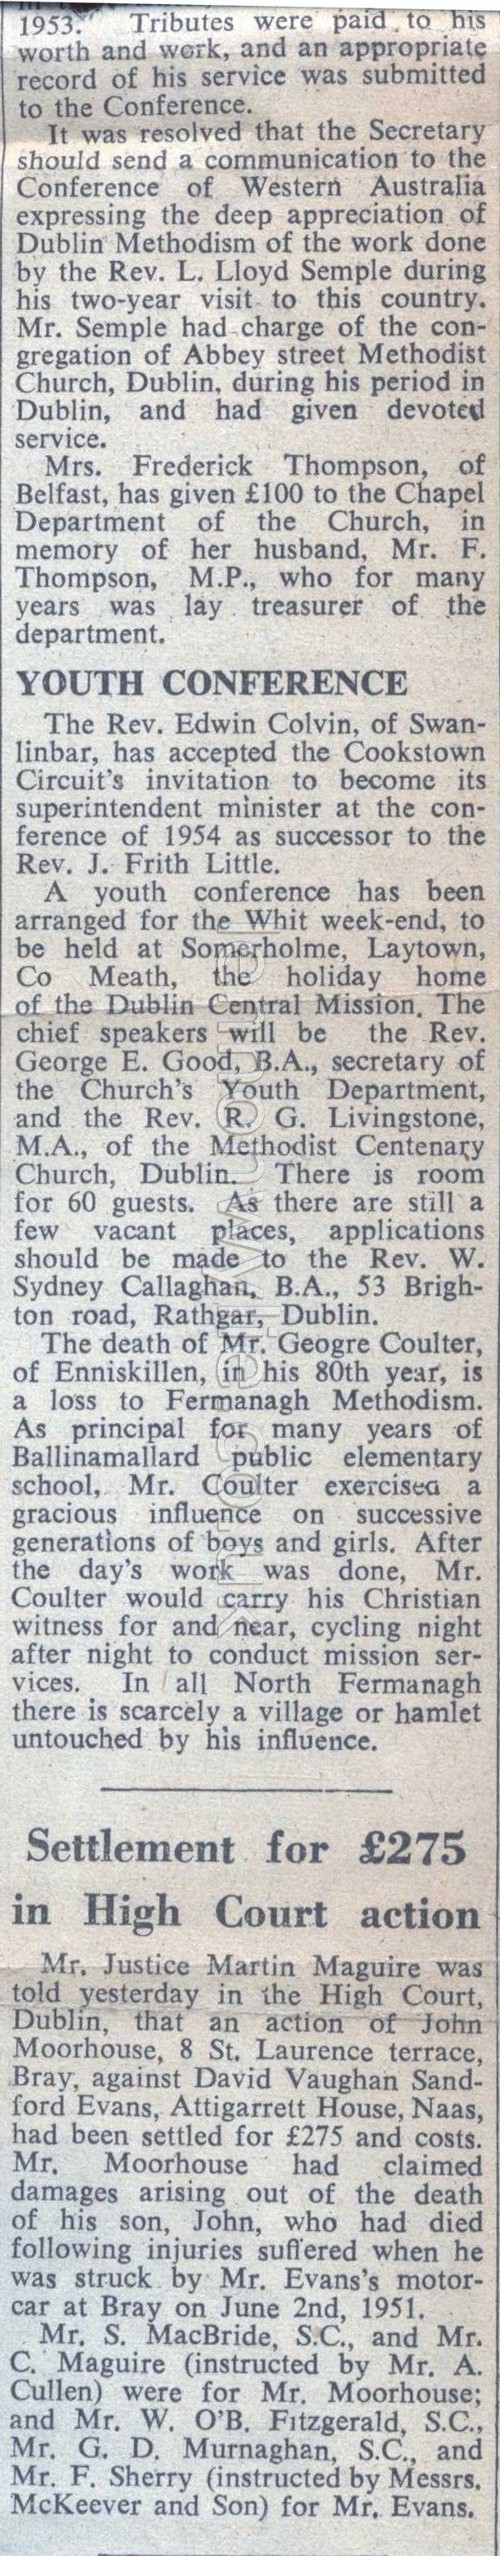 1953. Tributes were paid to his
worth and work, and an appropriate
record of his service was submitted
to the Conference.
It was resolved that the Secretary
should send a communication to the
Conference of Western Australia
expressing the deep appreciation of
Dublin Methodism of the work done
by the Rev. L. Lloyd Semple during
his two-year visit to this country.
Mr. Semple had charge of the con-
gregation of Abbey street Methodist
Church, Dublin, during his period in
Dublin, and had given devoted
service.
Mrs. Frederick Thompson, of
Belfast, has given £100 to the Chapel
Department of the Church, in
memory of her husband, Mr. F.
Thompson, M.P., who for many
years was lay treasurer of the
department.
YOUTH CONFERENCE
The Rev. Edwin Colvin, of Swan-
linbar, has accepted the Cookstown
Circuit's invitation to become its
superintendent minister at the con-
ference of 1954 as successor to the
Rev. J. Frith Little.
A youth conference has been
arranged for the Whit week-end, to
be held at Somerholme, Laytown,
Co Meath, the holiday home
of the Dublin Central Mission. The
chief speakers will be the Rev.
George E. Good, B.A., secretary of
the Church's Youth Department,
and the Rev. R. G. Livingstone,
M.A., of the Methodist Centenary
Church, Dublin. There is room
for 60 guests. As there are still a
few vacant places, applications
should be made to the Rev. W.
Sydney Callaghan, B.A., 53 Brigh-
ton road, Rathgar, Dublin.
The death of Mr. Geogre Coulter,
of Enniskillen, in his 80th year, is
a loss to Fermanagh Methodism.
As principal for many years of
Ballinamallard public elementary
school, Mr. Coulter exercised a
gracious influence on successive
generations of boys and girls. After
the day's work was done, Mr.
Coulter would carry his Christian
witness for and near, cycling night
after night to conduct mission ser-
vices. In all North Fermanagh
there is scarcely a village or hamlet
untouched by his influence.
Settlement for £275
in High Court action
Mr. Justice Martin Maguire was
told yesterday in the High Court,
Dublin, that an action of John
Moorhouse, 8 St. Laurence terrace,
Bray, against David Vaughan Sand-
ford Evans, Attigarrett House, Naas,
had been settled for £275 and costs.
Mr. Moorhouse had claimed
damages arising out of the death
of his son, John, who had died
following injuries suffered when he
was struck by Mr. Evans's motor-
car at Bray on June 2nd, 1951.
Mr. S. MacBride, S.C., and Mr.
C. Maguire (instructed by Mr. A.
Cullen) were for Mr. Moorhouse;
and Mr. W. O'B. Fitzgerald, S.C.,
Mr. G. D. Murnaghan, S.C., and
Mr. F. Sherry (instructed by Messrs.
McKeever and Son) for Mr. Evans.